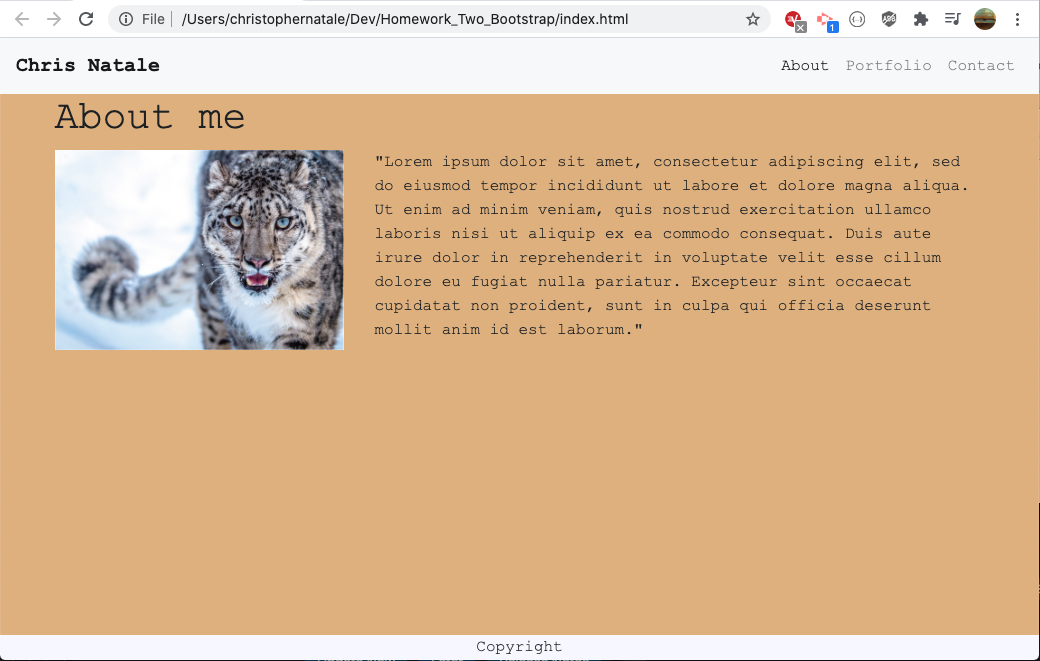 File | /Users/christophernatale/Dev/Homework_Two_Bootstrap/index.html
1
Chris Natale
About Portfolio Contact
About me
"Lorem ipsum dolor sit amet, consectetur adipiscing elit, sed
do eiusmod tempor incididunt ut labore et dolore magna aliqua.
Ut enim ad minim veniam, quis nostrud exercitation ullamco
laboris nisi ut aliquip ex ea commodo consequat. Duis aute
irure dolor in reprehenderit in voluptate velit esse cillum
dolore eu fugiat nulla pariatur. Excepteur sint occaecat
cupidatat non proident, sunt in culpa qui officia deserunt
mollit anim id est laborum."
Copyright